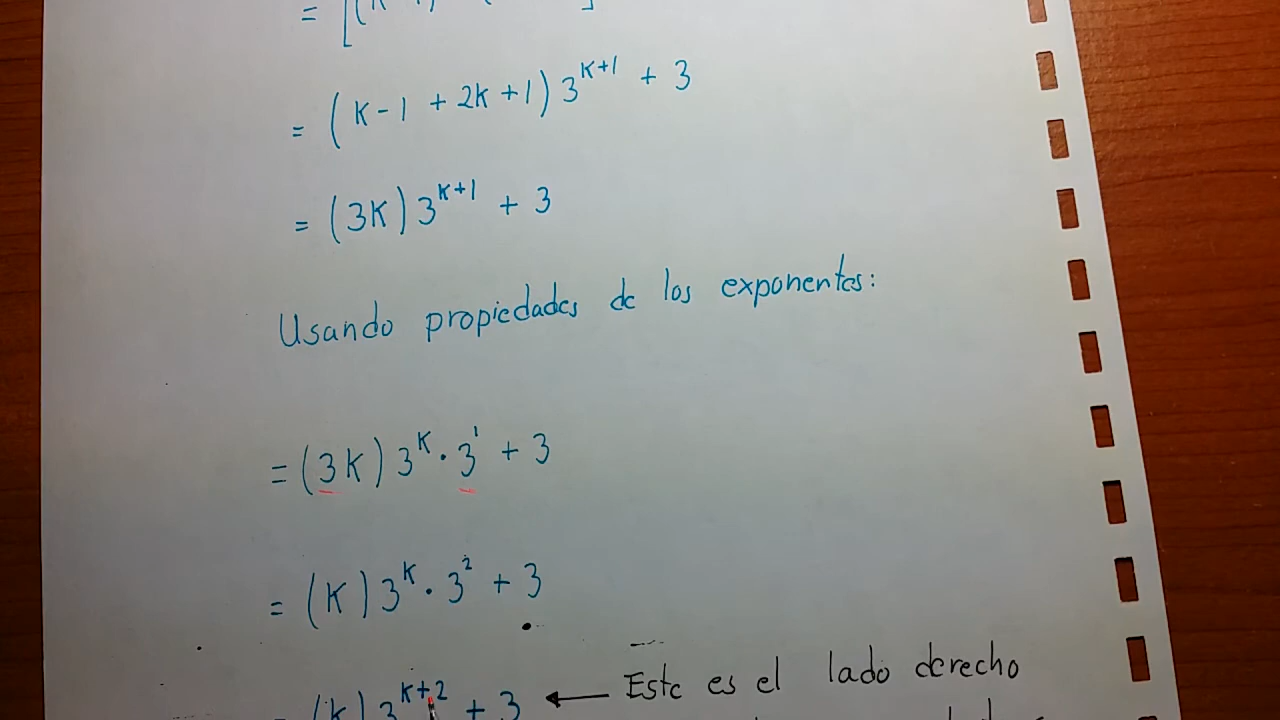 = (K-1 + 2K+1) 3^{K+1} + 3
= (3K) 3^{K+1} + 3
Usando propiedades de los exponentes:
= (3K) 3^K · 3^1 + 3
= (K) 3^K · 3^2 + 3
= (K) 3^{K+2} + 3 ← Este es el lado derecho